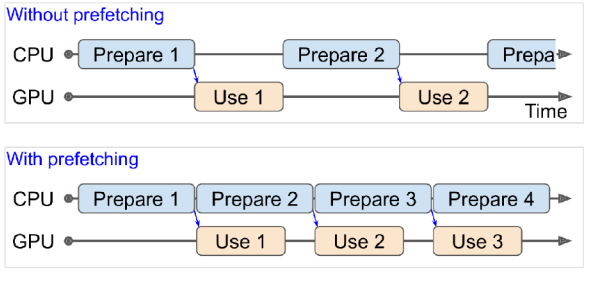 Without prefetching
CPU Prepare 1 Prepare 2 Prepa
GPU Use 1 Use 2
Time
With prefetching
CPU Prepare 1 Prepare 2 Prepare 3 Prepare 4
GPU Use 1 Use 2 Use 3